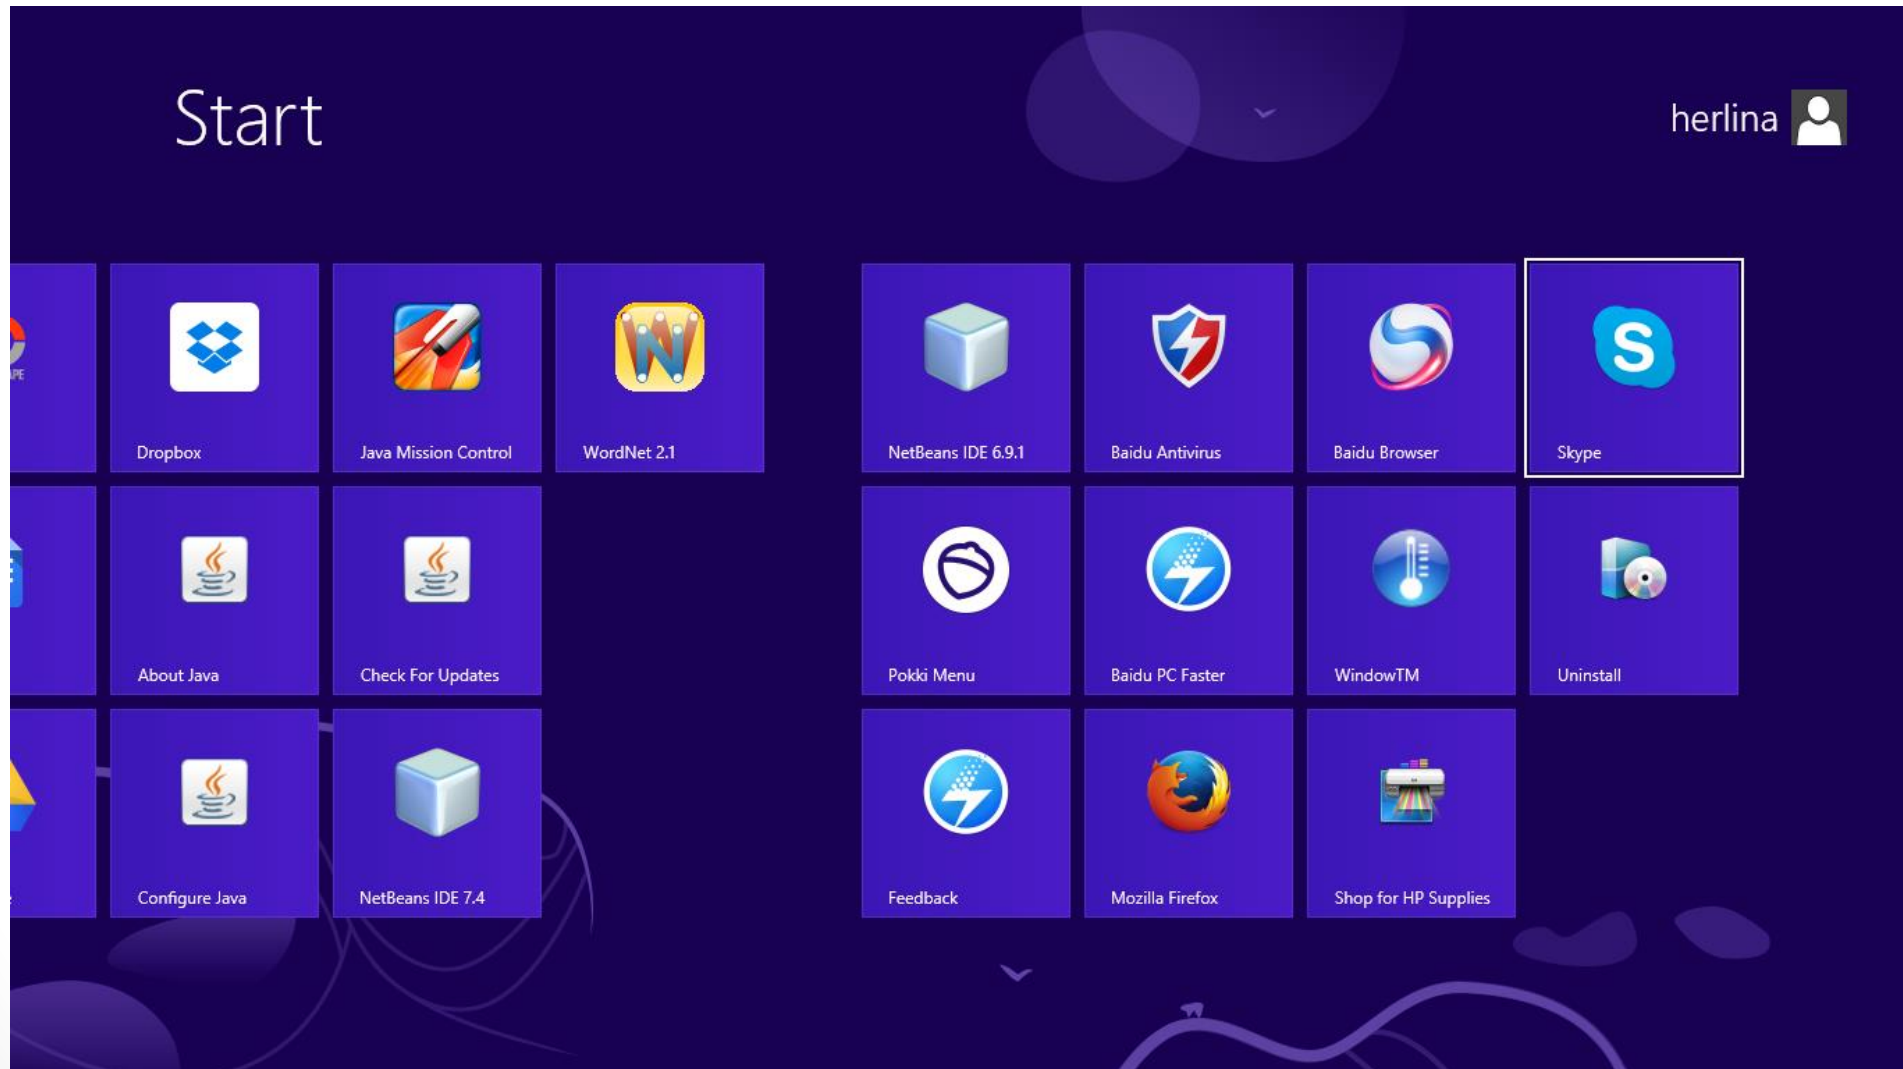 Start
herlina
Dropbox
Java Mission Control
WordNet 2.1
NetBeans IDE 6.9.1
Baidu Antivirus
Baidu Browser
S
Skype
About Java
Check For Updates
Pokki Menu
Baidu PC Faster
WindowTM
Uninstall
Configure Java
NetBeans IDE 7.4
Feedback
Mozilla Firefox
Shop for HP Supplies